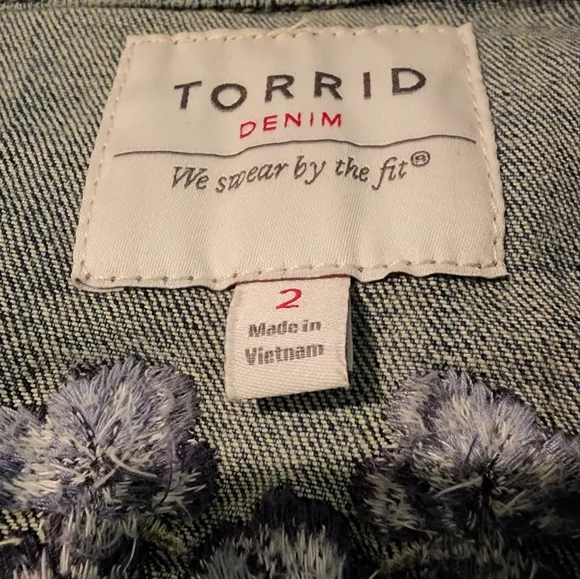 TORRID
DENIM
We swear by the fit®
2
Made in
Vietnam